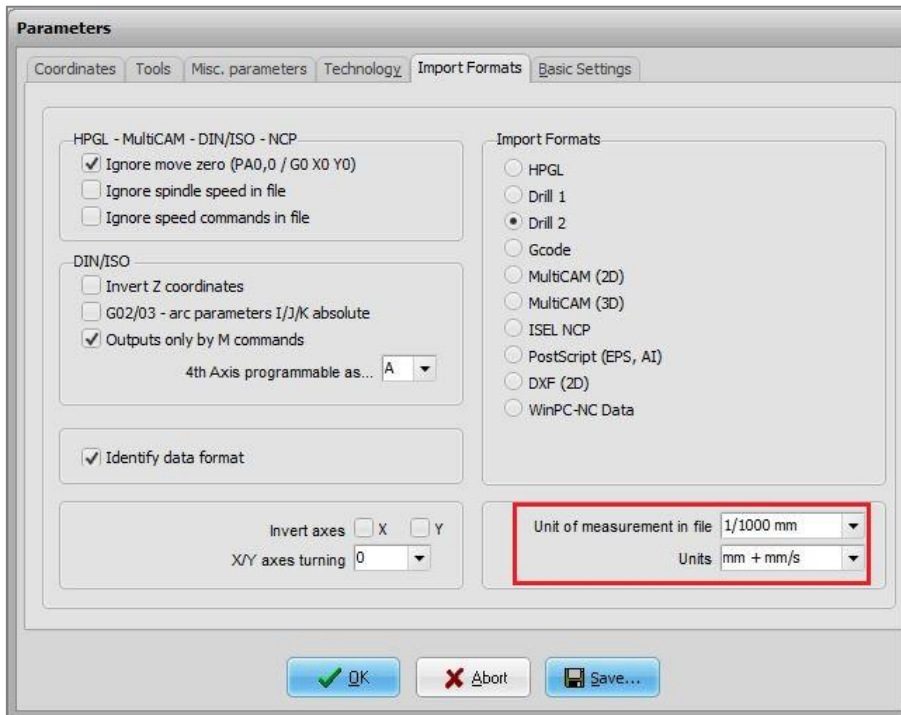 Parameters
Coordinates Tools Misc. parameters Technology Import Formats Basic Settings
HPGL - MultiCAM - DIN/ISO - NCP
Ignore move zero (PA0,0 / G0 X0 Y0)
Ignore spindle speed in file
Ignore speed commands in file
DIN/ISO
Invert Z coordinates
G02/03 - arc parameters I/J/K absolute
Outputs only by M commands
4th Axis programmable as... A
Identify data format
Invert axes X Y
X/Y axes turning 0
Import Formats
HPGL
Drill 1
Drill 2
Gcode
MultiCAM (2D)
MultiCAM (3D)
ISEL NCP
PostScript (EPS, AI)
DXF (2D)
WinPC-NC Data
Unit of measurement in file 1/1000 mm
Units mm + mm/s
OK Abort Save...